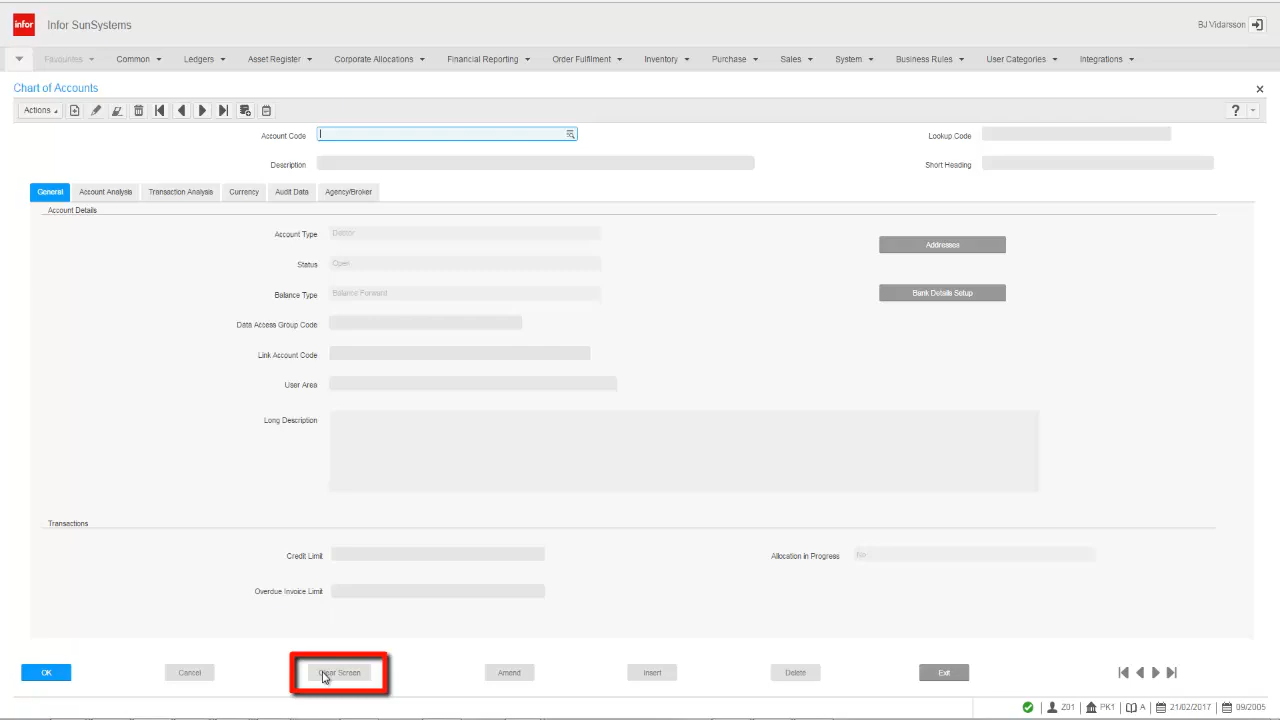 infor Infor SunSystems BJ Vidarsson
Favourites Common Ledgers Asset Register Corporate Allocations Financial Reporting Order Fulfilment Inventory Purchase Sales System Business Rules User Categories Integrations
Chart of Accounts
Actions ?
Account Code Lookup Code
Description Short Heading
General Account Analysis Transaction Analysis Currency Audit Data Agency/Broker
Account Details
Account Type Debtor Addresses
Status Open
Balance Type Balance Forward Bank Details Setup
Data Access Group Code
Link Account Code
User Area
Long Description
Transactions
Credit Limit Allocation in Progress No
Overdue Invoice Limit
OK Cancel Clear Screen Amend Insert Delete Exit
Z01 PK1 A 21/02/2017 09/2005